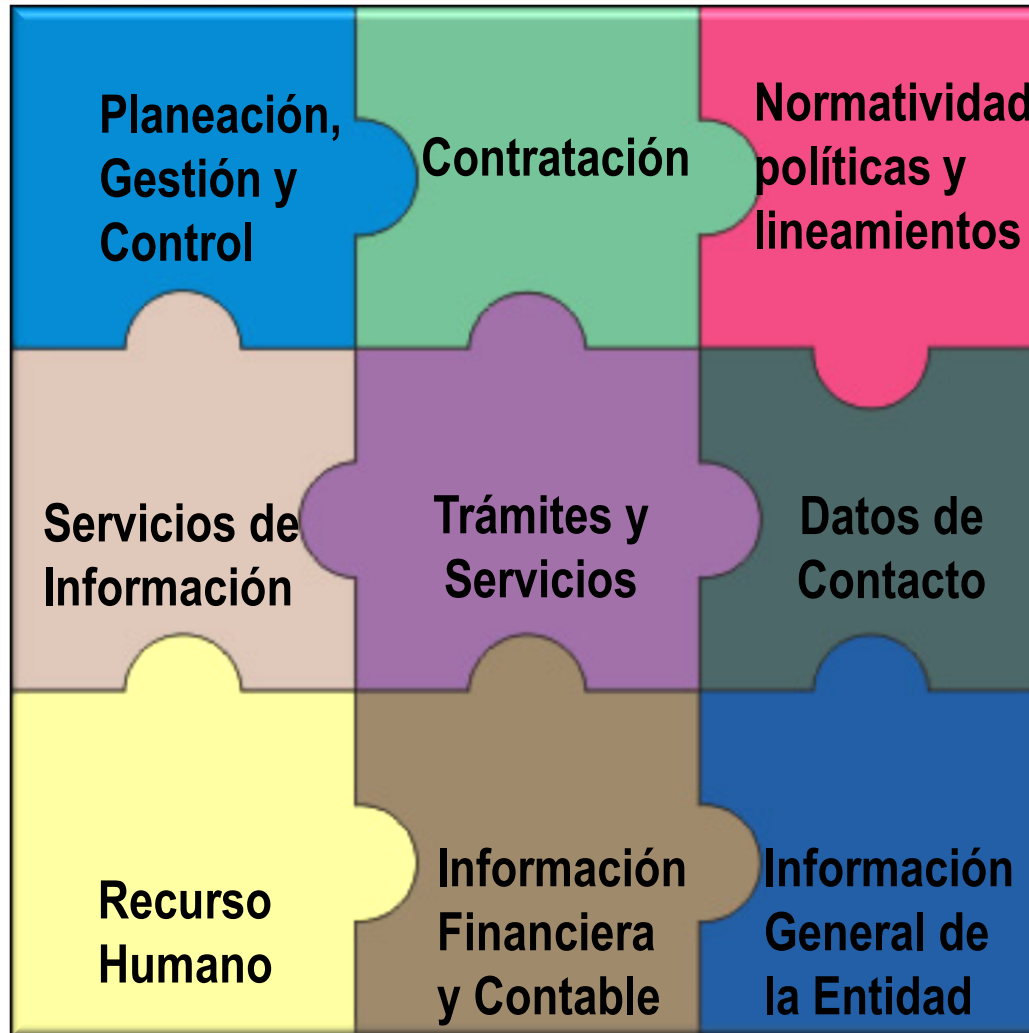 Planeación,
Gestión y
Control
Contratación
Normatividad
políticas y
lineamientos
Servicios de
Información
Trámites y
Servicios
Datos de
Contacto
Recurso
Humano
Información
Financiera
y Contable
Información
General de
la Entidad